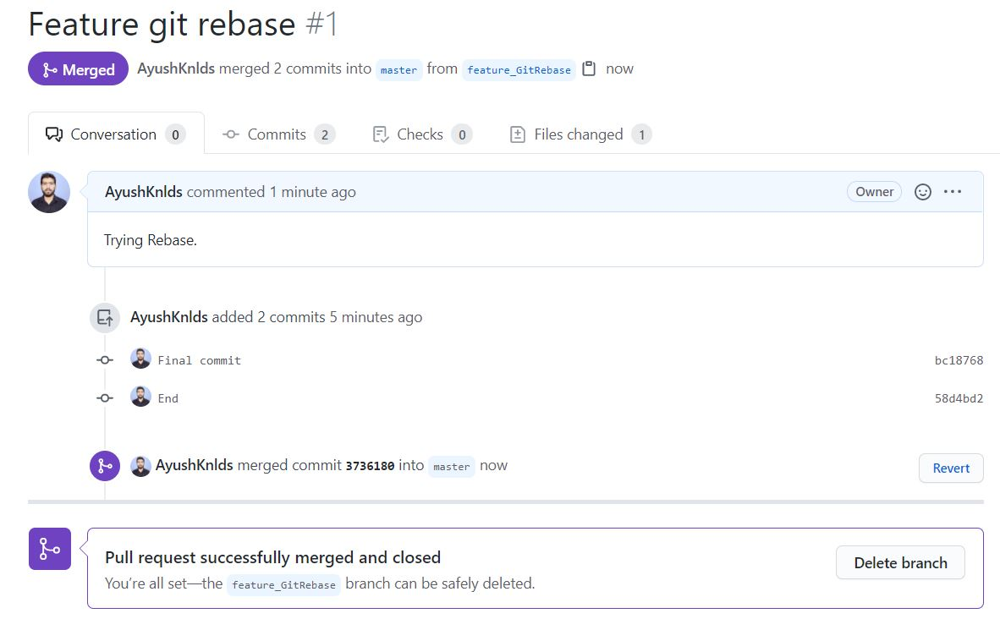 Feature git rebase #1
Merged AyushKnlds merged 2 commits into master from feature_GitRebase now
Conversation 0 Commits 2 Checks 0 Files changed 1
AyushKnlds commented 1 minute ago Owner
Trying Rebase.
AyushKnlds added 2 commits 5 minutes ago
Final commit bc18768
End 58d4bd2
AyushKnlds merged commit 3736180 into master now Revert
Pull request successfully merged and closed
Delete branch
You're all set—the feature_GitRebase branch can be safely deleted.